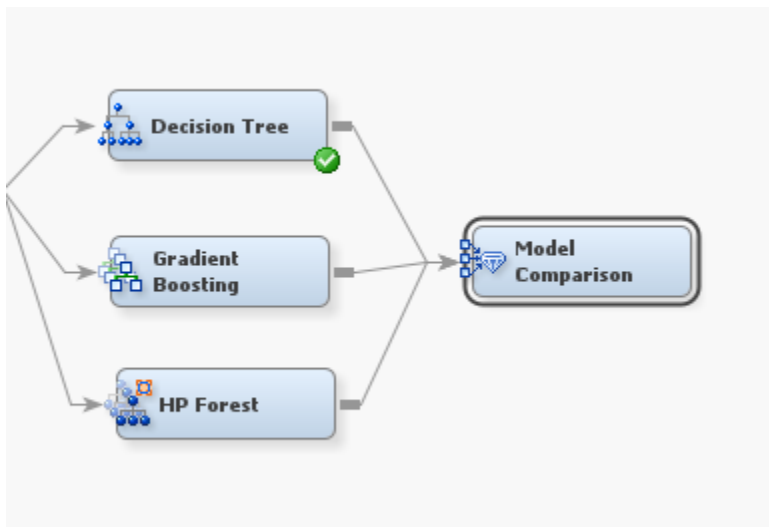 Decision Tree
Gradient
Boosting
HP Forest
Model
Comparison